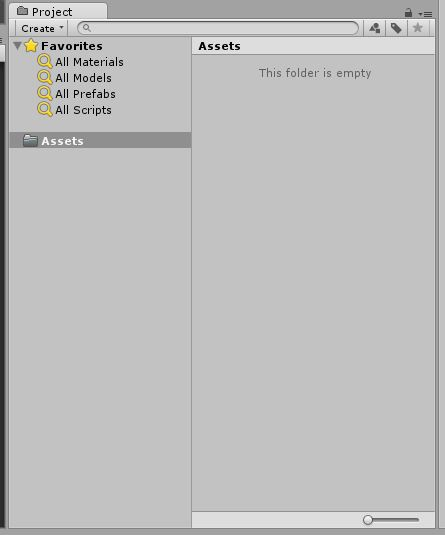 Project
Create
Favorites
All Materials
All Models
All Prefabs
All Scripts
Assets
Assets
This folder is empty